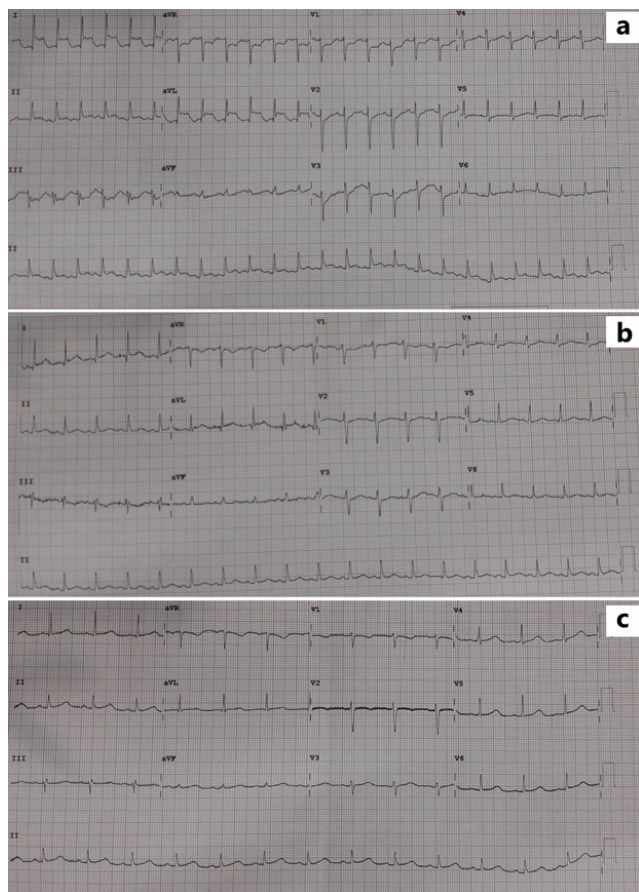 I aVR V1 V4 a
II aVL V2 V5
III aVF V3 V6
II
I aVR V1 V4 b
II aVL V2 V5
III aVF V3 V6
II
I aVR V1 V4 c
II aVL V2 V5
III aVF V3 V6
II